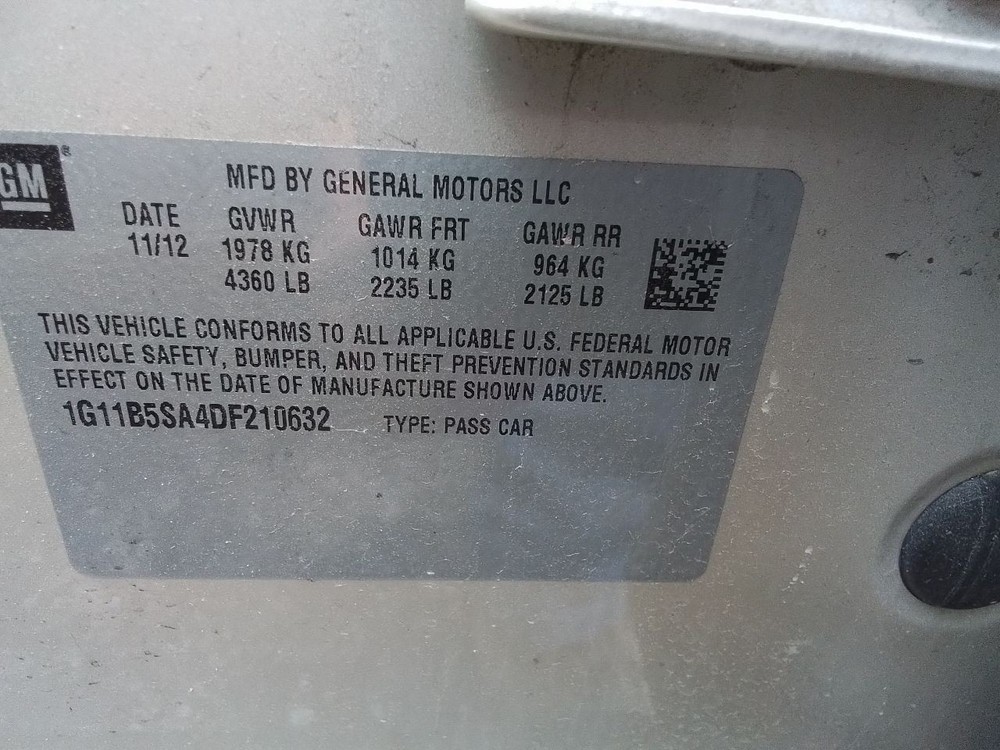 GM®
MFD BY GENERAL MOTORS LLC
DATE GVWR GAWR FRT GAWR RR
11/12 1978 KG 1014 KG 964 KG
4360 LB 2235 LB 2125 LB
THIS VEHICLE CONFORMS TO ALL APPLICABLE U.S. FEDERAL MOTOR
VEHICLE SAFETY, BUMPER, AND THEFT PREVENTION STANDARDS IN
EFFECT ON THE DATE OF MANUFACTURE SHOWN ABOVE.
1G11B5SA4DF210632 TYPE: PASS CAR